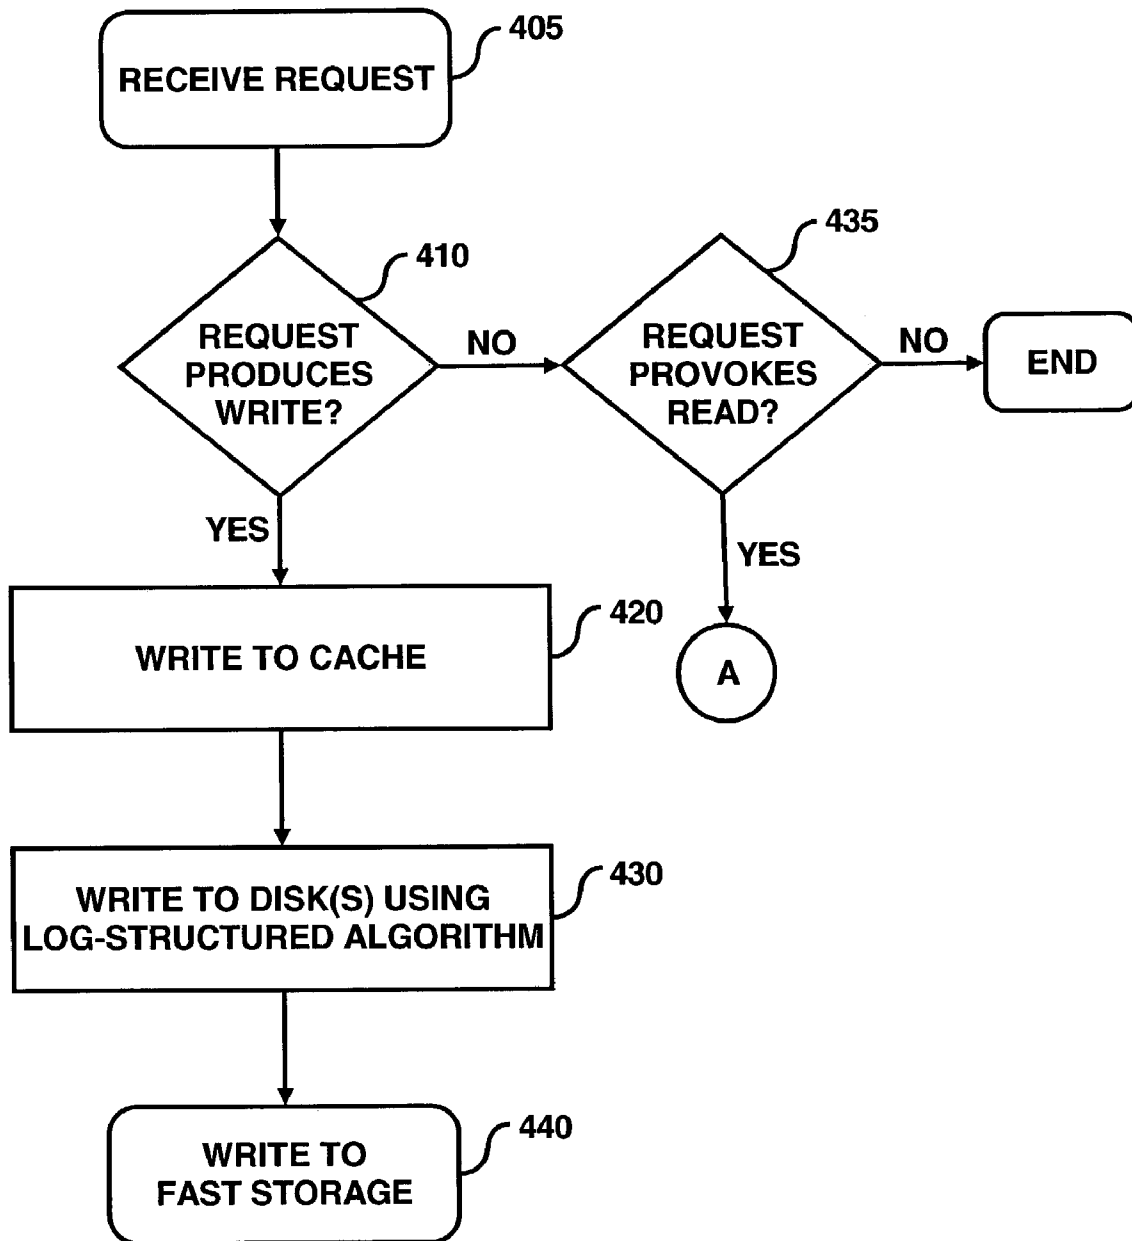 405
RECEIVE REQUEST
410
REQUEST
PRODUCES
WRITE?
NO
435
REQUEST
PROVOKES
READ?
NO
END
YES
YES
A
420
WRITE TO CACHE
430
WRITE TO DISK(S) USING
LOG-STRUCTURED ALGORITHM
440
WRITE TO
FAST STORAGE